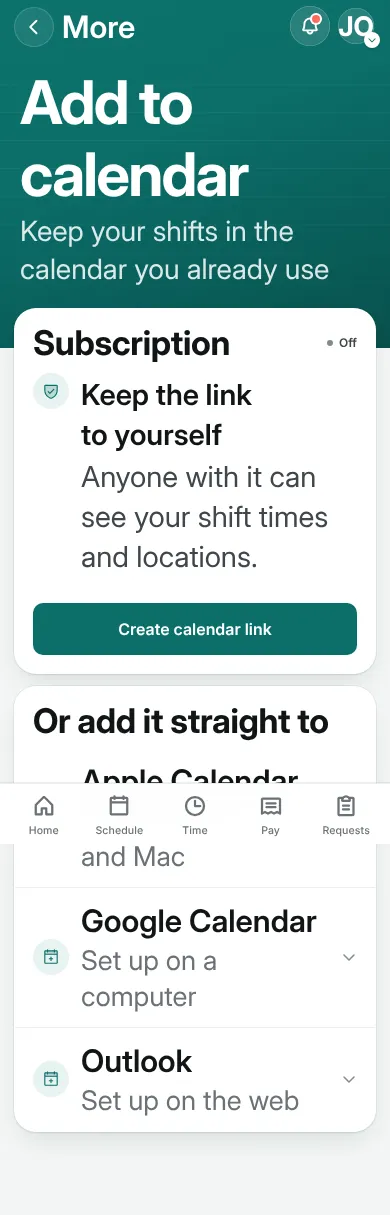 More
JO
Add to
calendar
Keep your shifts in the
calendar you already use
Subscription
Off
Keep the link
to yourself
Anyone with it can
see your shift times
and locations.
Create calendar link
Or add it straight to
Apple Calendar
Home
Schedule
Time
Pay
Requests
and Mac
Google Calendar
Set up on a
computer
Outlook
Set up on the web